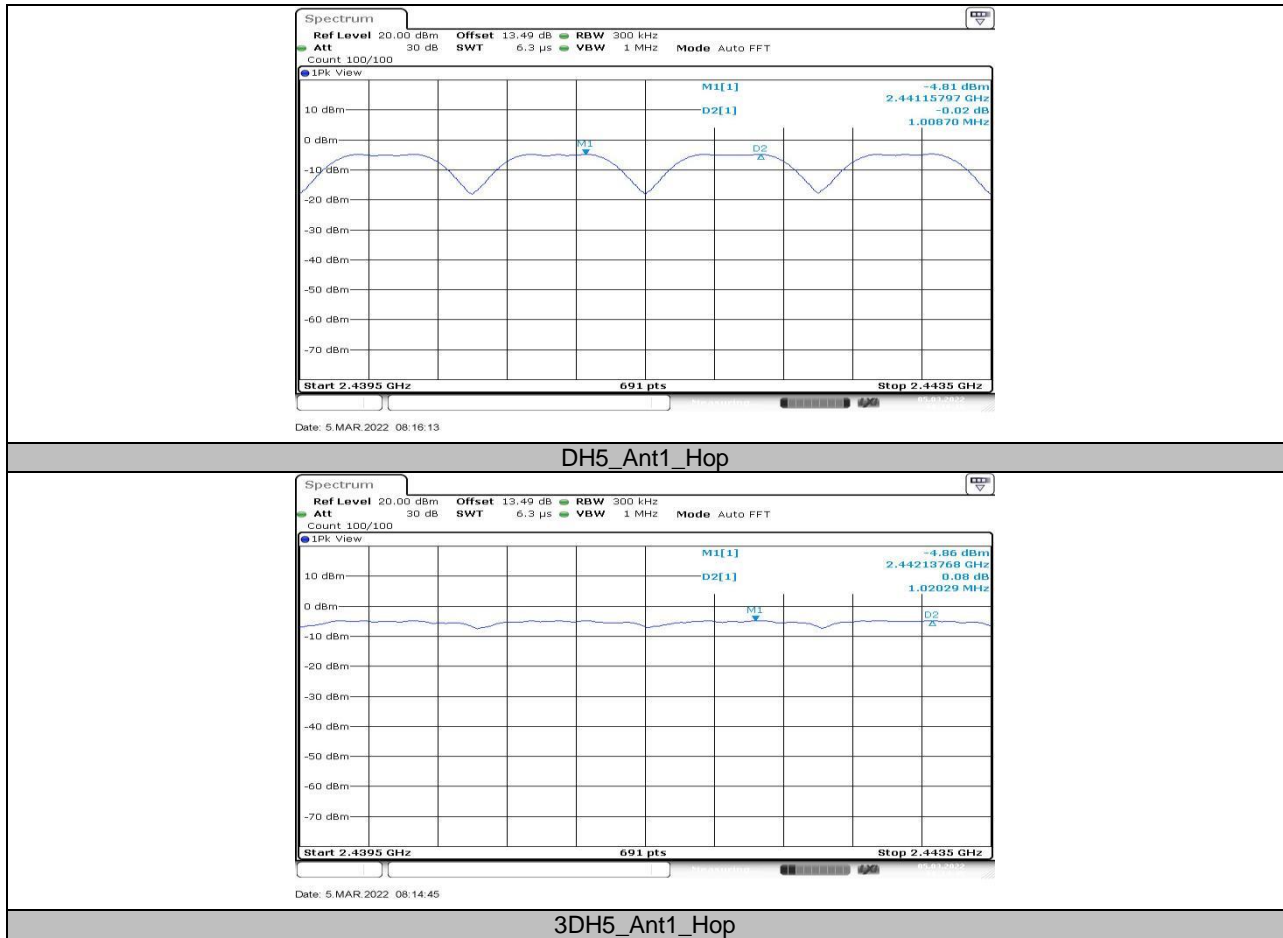 Spectrum
Ref Level 20.00 dBm Offset 13.49 dB RBW 300 kHz
Att 30 dB SWT 6.3 µs VBW 1 MHz Mode Auto FFT
Count 100/100
1Pk View
M1[1] -4.81 dBm
2.44115797 GHz
10 dBm D2[1] -0.02 dB
1.00870 MHz
0 dBm
M1 D2
-10 dBm
-20 dBm
-30 dBm
-40 dBm
-50 dBm
-60 dBm
-70 dBm
Start 2.4395 GHz 691 pts Stop 2.4435 GHz
Date: 5.MAR.2022 08:16:13
DH5_Ant1_Hop
Spectrum
Ref Level 20.00 dBm Offset 13.49 dB RBW 300 kHz
Att 30 dB SWT 6.3 µs VBW 1 MHz Mode Auto FFT
Count 100/100
1Pk View
M1[1] -4.86 dBm
2.44213768 GHz
10 dBm D2[1] 0.08 dB
1.02029 MHz
0 dBm
M1 D2
-10 dBm
-20 dBm
-30 dBm
-40 dBm
-50 dBm
-60 dBm
-70 dBm
Start 2.4395 GHz 691 pts Stop 2.4435 GHz
Date: 5.MAR.2022 08:14:45
3DH5_Ant1_Hop